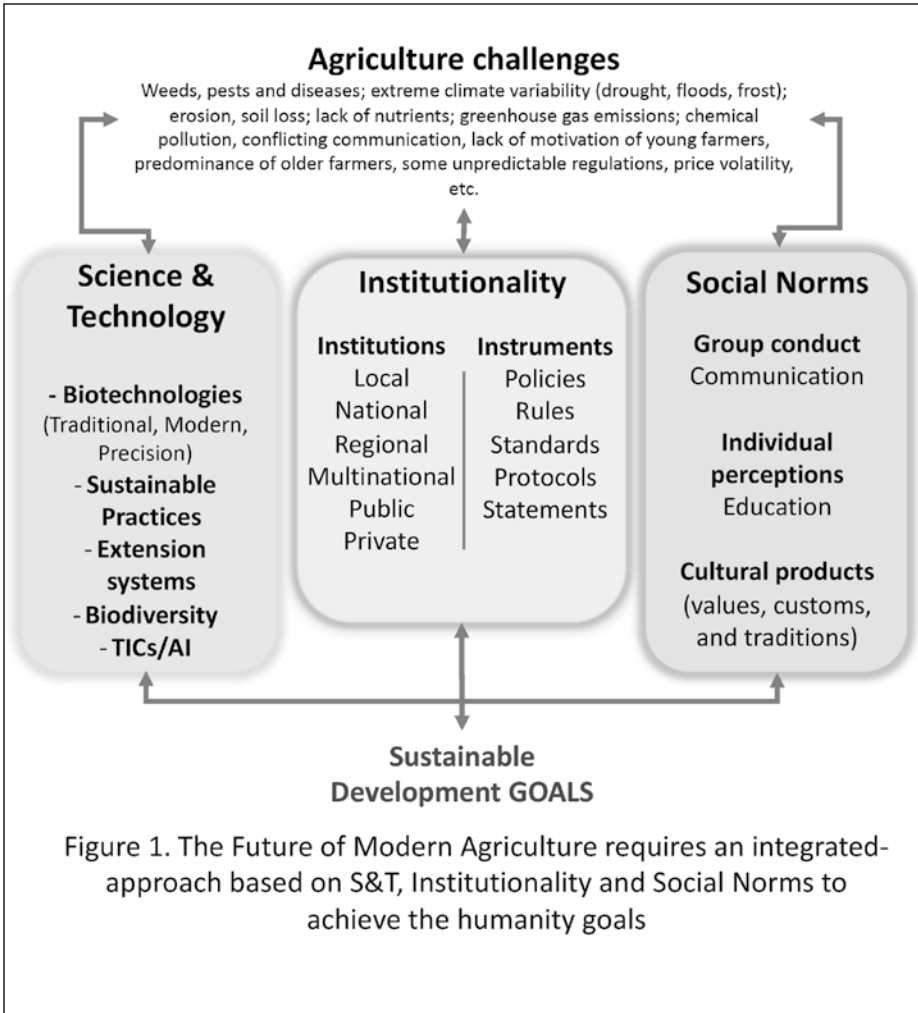 Agriculture challenges
Weeds, pests and diseases; extreme climate variability (drought, floods, frost);
erosion, soil loss; lack of nutrients; greenhouse gas emissions; chemical
pollution, conflicting communication, lack of motivation of young farmers,
predominance of older farmers, some unpredictable regulations, price volatility,
etc.
Science &
Technology
- Biotechnologies
(Traditional, Modern,
Precision)
- Sustainable
Practices
- Extension
systems
- Biodiversity
- TICs/AI
Institutionality
Institutions
Local
National
Regional
Multinational
Public
Private
Instruments
Policies
Rules
Standards
Protocols
Statements
Social Norms
Group conduct
Communication
Individual
perceptions
Education
Cultural products
(values, customs,
and traditions)
Sustainable
Development GOALS
Figure 1. The Future of Modern Agriculture requires an integrated-
approach based on S&T, Institutionality and Social Norms to
achieve the humanity goals